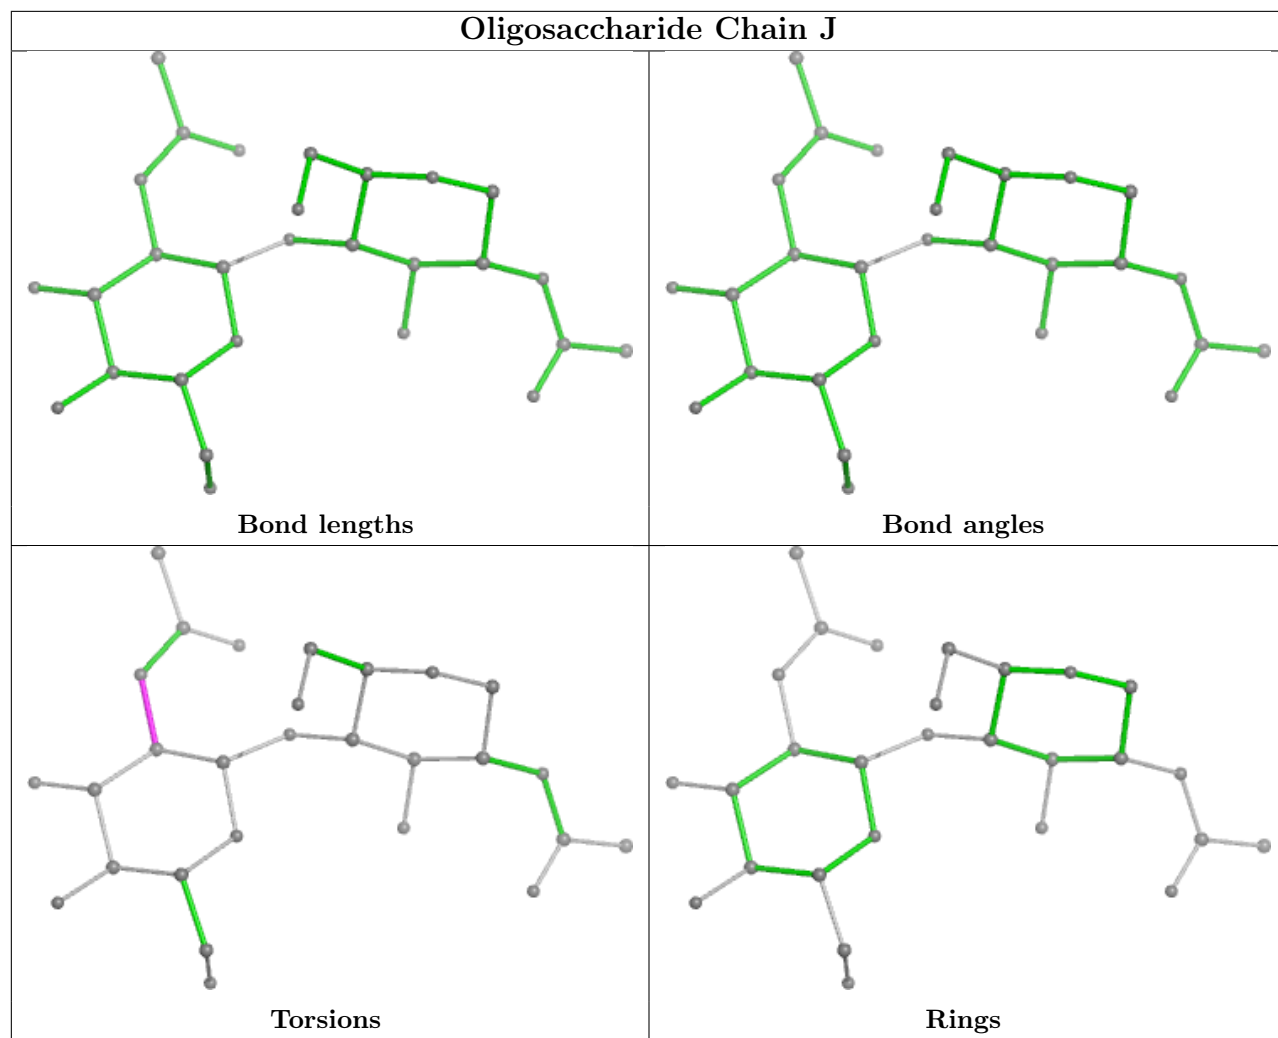 Oligosaccharide Chain J
Bond lengths
Bond angles
Torsions
Rings